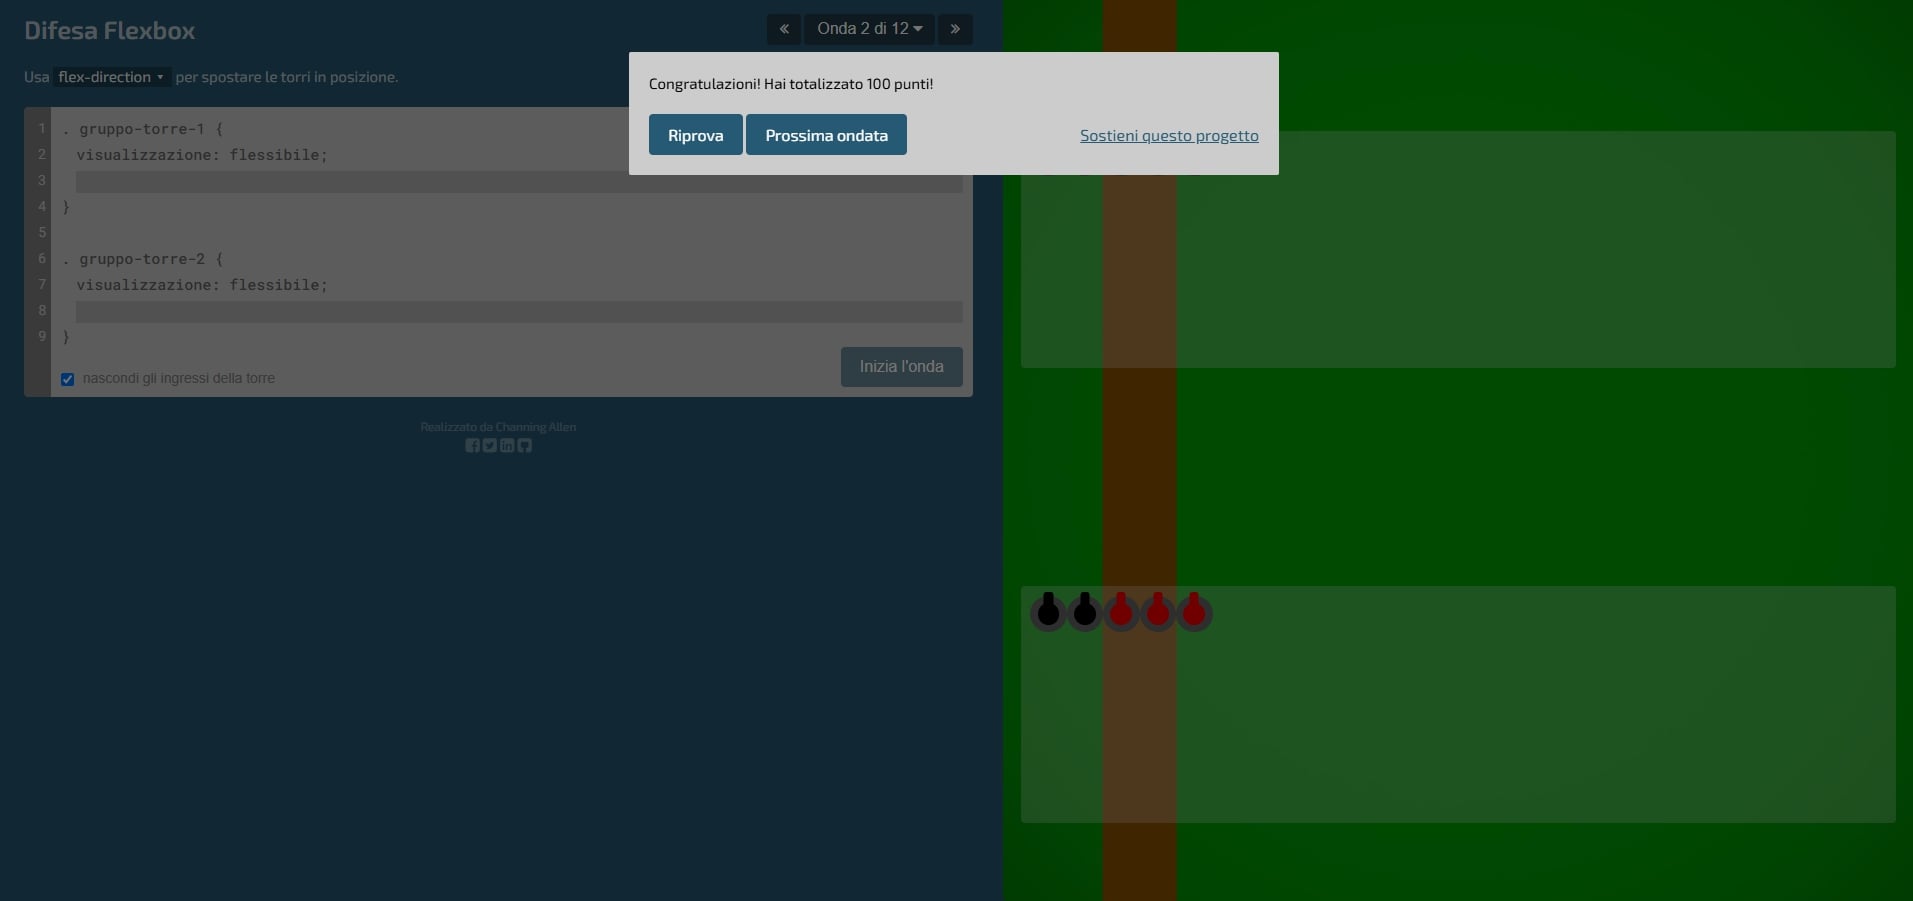 Difesa Flexbox
« Onda 2 di 12 »
Usa flex-direction per spostare le torri in posizione.
Congratulazioni! Hai totalizzato 100 punti!
Riprova Prossima ondata Sostieni questo progetto
1 . gruppo-torre-1 {
2 visualizzazione: flessibile;
3
4 }
5
6 . gruppo-torre-2 {
7 visualizzazione: flessibile;
8
9 }
Inizia l'onda
nascondi gli ingressi della torre
Realizzato da Channing Allen